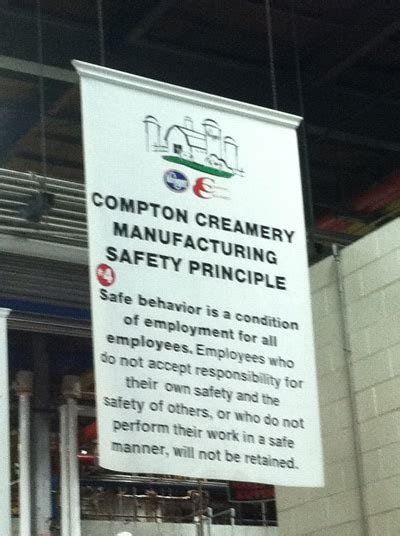 Kroger
COMPTON CREAMERY
MANUFACTURING
SAFETY PRINCIPLE
#4
Safe behavior is a condition
of employment for all
employees. Employees who
do not accept responsibility for
their own safety and the
safety of others, or who do not
perform their work in a safe
manner, will not be retained.